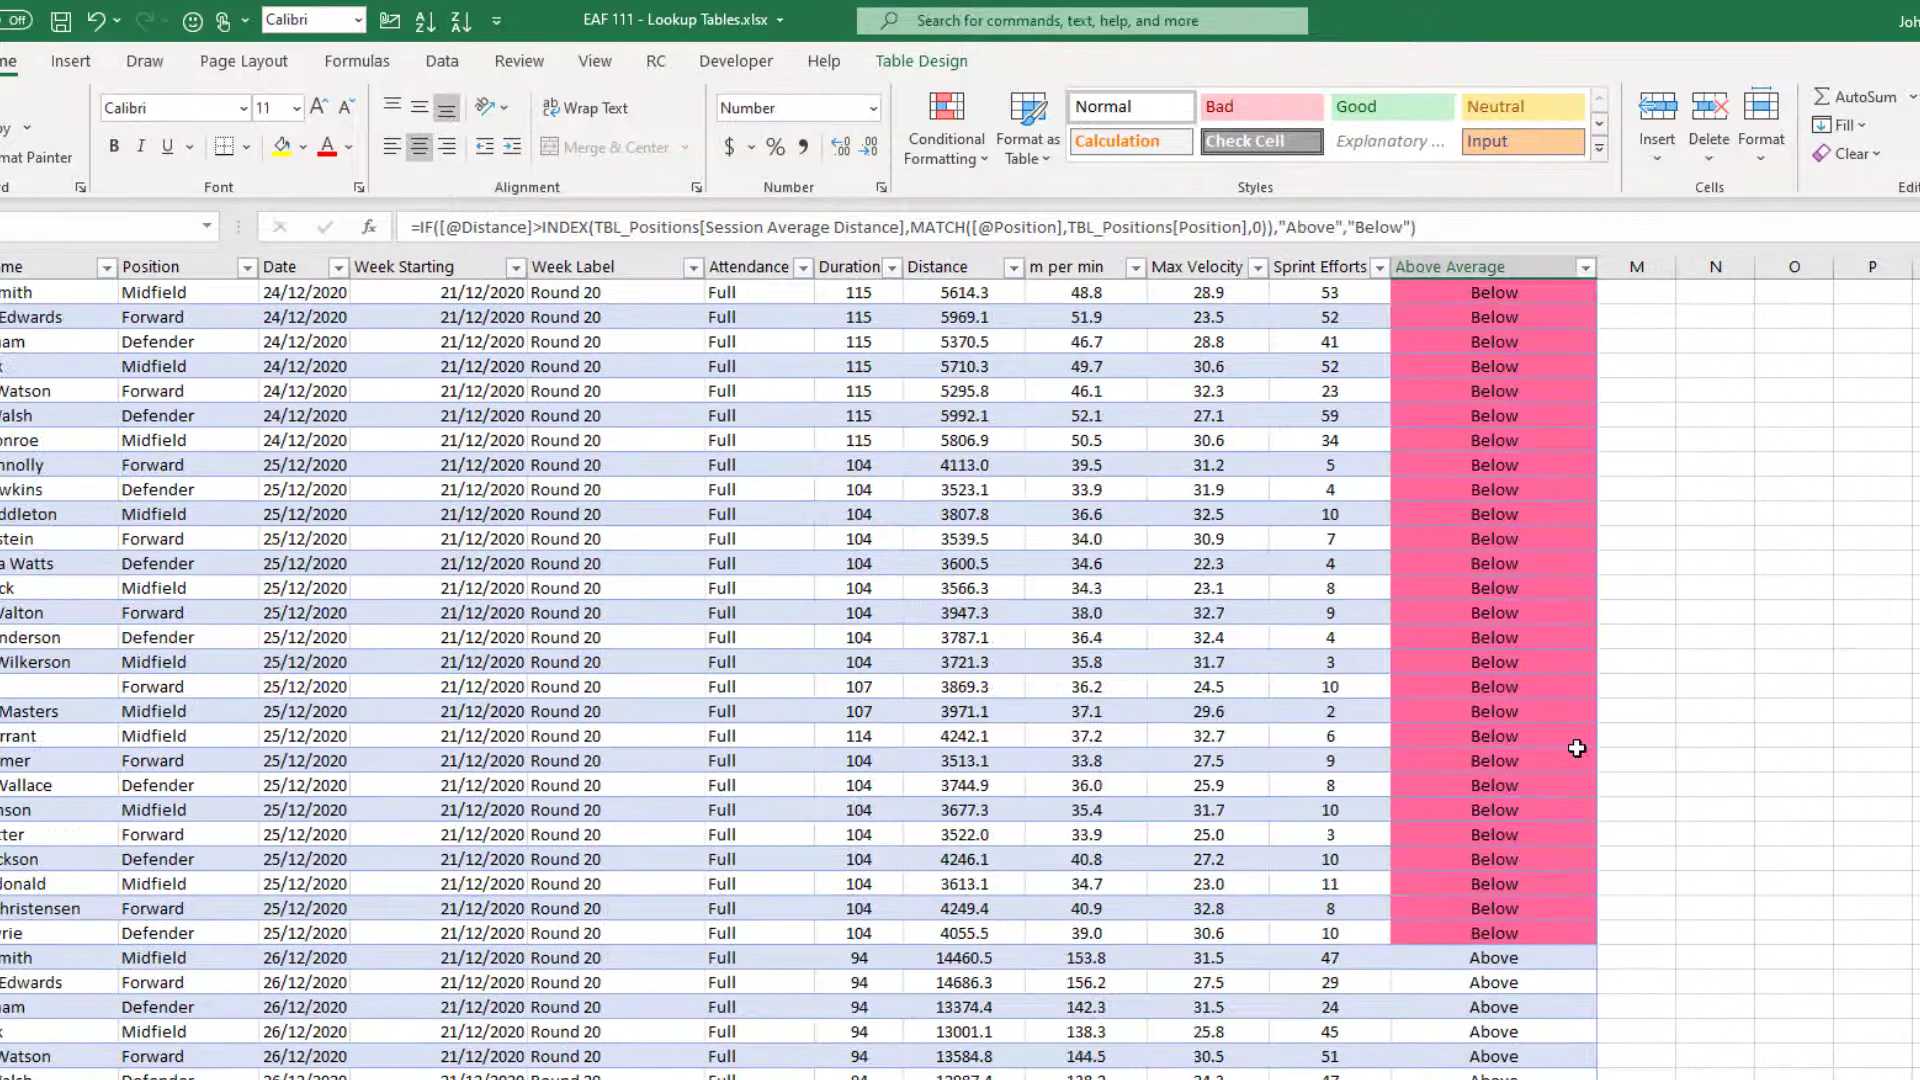 Off Calibri EAF 111 - Lookup Tables.xlsx Search for commands, text, help, and more Joh
me Insert Draw Page Layout Formulas Data Review View RC Developer Help Table Design
Calibri 11 Wrap Text Number Normal Bad Good Neutral AutoSum
py B I U Merge & Center $ % Conditional Formatting Format as Table Calculation Check Cell Explanatory ... Input Insert Delete Format Fill
mat Painter Clear
rd Font Alignment Number Styles Cells Edit
fx =IF([@Distance]>INDEX(TBL_Positions[Session Average Distance],MATCH([@Position],TBL_Positions[Position],0)),"Above","Below")
me Position Date Week Starting Week Label Attendance Duration Distance m per min Max Velocity Sprint Efforts Above Average M N O P
mith Midfield 24/12/2020 21/12/2020 Round 20 Full 115 5614.3 48.8 28.9 53 Below
Edwards Forward 24/12/2020 21/12/2020 Round 20 Full 115 5969.1 51.9 23.5 52 Below
am Defender 24/12/2020 21/12/2020 Round 20 Full 115 5370.5 46.7 28.8 41 Below
Midfield 24/12/2020 21/12/2020 Round 20 Full 115 5710.3 49.7 30.6 52 Below
Watson Forward 24/12/2020 21/12/2020 Round 20 Full 115 5295.8 46.1 32.3 23 Below
Walsh Defender 24/12/2020 21/12/2020 Round 20 Full 115 5992.1 52.1 27.1 59 Below
onroe Midfield 24/12/2020 21/12/2020 Round 20 Full 115 5806.9 50.5 30.6 34 Below
nnolly Forward 25/12/2020 21/12/2020 Round 20 Full 104 4113.0 39.5 31.2 5 Below
wkins Defender 25/12/2020 21/12/2020 Round 20 Full 104 3523.1 33.9 31.9 4 Below
ddleton Midfield 25/12/2020 21/12/2020 Round 20 Full 104 3807.8 36.6 32.5 10 Below
stein Forward 25/12/2020 21/12/2020 Round 20 Full 104 3539.5 34.0 30.9 7 Below
a Watts Defender 25/12/2020 21/12/2020 Round 20 Full 104 3600.5 34.6 22.3 4 Below
ck Midfield 25/12/2020 21/12/2020 Round 20 Full 104 3566.3 34.3 23.1 8 Below
Walton Forward 25/12/2020 21/12/2020 Round 20 Full 104 3947.3 38.0 32.7 9 Below
nderson Defender 25/12/2020 21/12/2020 Round 20 Full 104 3787.1 36.4 32.4 4 Below
Wilkerson Midfield 25/12/2020 21/12/2020 Round 20 Full 104 3721.3 35.8 31.7 3 Below
Forward 25/12/2020 21/12/2020 Round 20 Full 107 3869.3 36.2 24.5 10 Below
Masters Midfield 25/12/2020 21/12/2020 Round 20 Full 107 3971.1 37.1 29.6 2 Below
rrant Midfield 25/12/2020 21/12/2020 Round 20 Full 114 4242.1 37.2 32.7 6 Below
mer Forward 25/12/2020 21/12/2020 Round 20 Full 104 3513.1 33.8 27.5 9 Below
Wallace Defender 25/12/2020 21/12/2020 Round 20 Full 104 3744.9 36.0 25.9 8 Below
nson Midfield 25/12/2020 21/12/2020 Round 20 Full 104 3677.3 35.4 31.7 10 Below
tter Forward 25/12/2020 21/12/2020 Round 20 Full 104 3522.0 33.9 25.0 3 Below
ckson Defender 25/12/2020 21/12/2020 Round 20 Full 104 4246.1 40.8 27.2 10 Below
donald Midfield 25/12/2020 21/12/2020 Round 20 Full 104 3613.1 34.7 23.0 11 Below
hristensen Forward 25/12/2020 21/12/2020 Round 20 Full 104 4249.4 40.9 32.8 8 Below
rie Defender 25/12/2020 21/12/2020 Round 20 Full 104 4055.5 39.0 30.6 10 Below
mith Midfield 26/12/2020 21/12/2020 Round 20 Full 94 14460.5 153.8 31.5 47 Above
Edwards Forward 26/12/2020 21/12/2020 Round 20 Full 94 14686.3 156.2 27.5 29 Above
am Defender 26/12/2020 21/12/2020 Round 20 Full 94 13374.4 142.3 31.5 24 Above
Midfield 26/12/2020 21/12/2020 Round 20 Full 94 13001.1 138.3 25.8 45 Above
Watson Forward 26/12/2020 21/12/2020 Round 20 Full 94 13584.8 144.5 30.5 51 Above